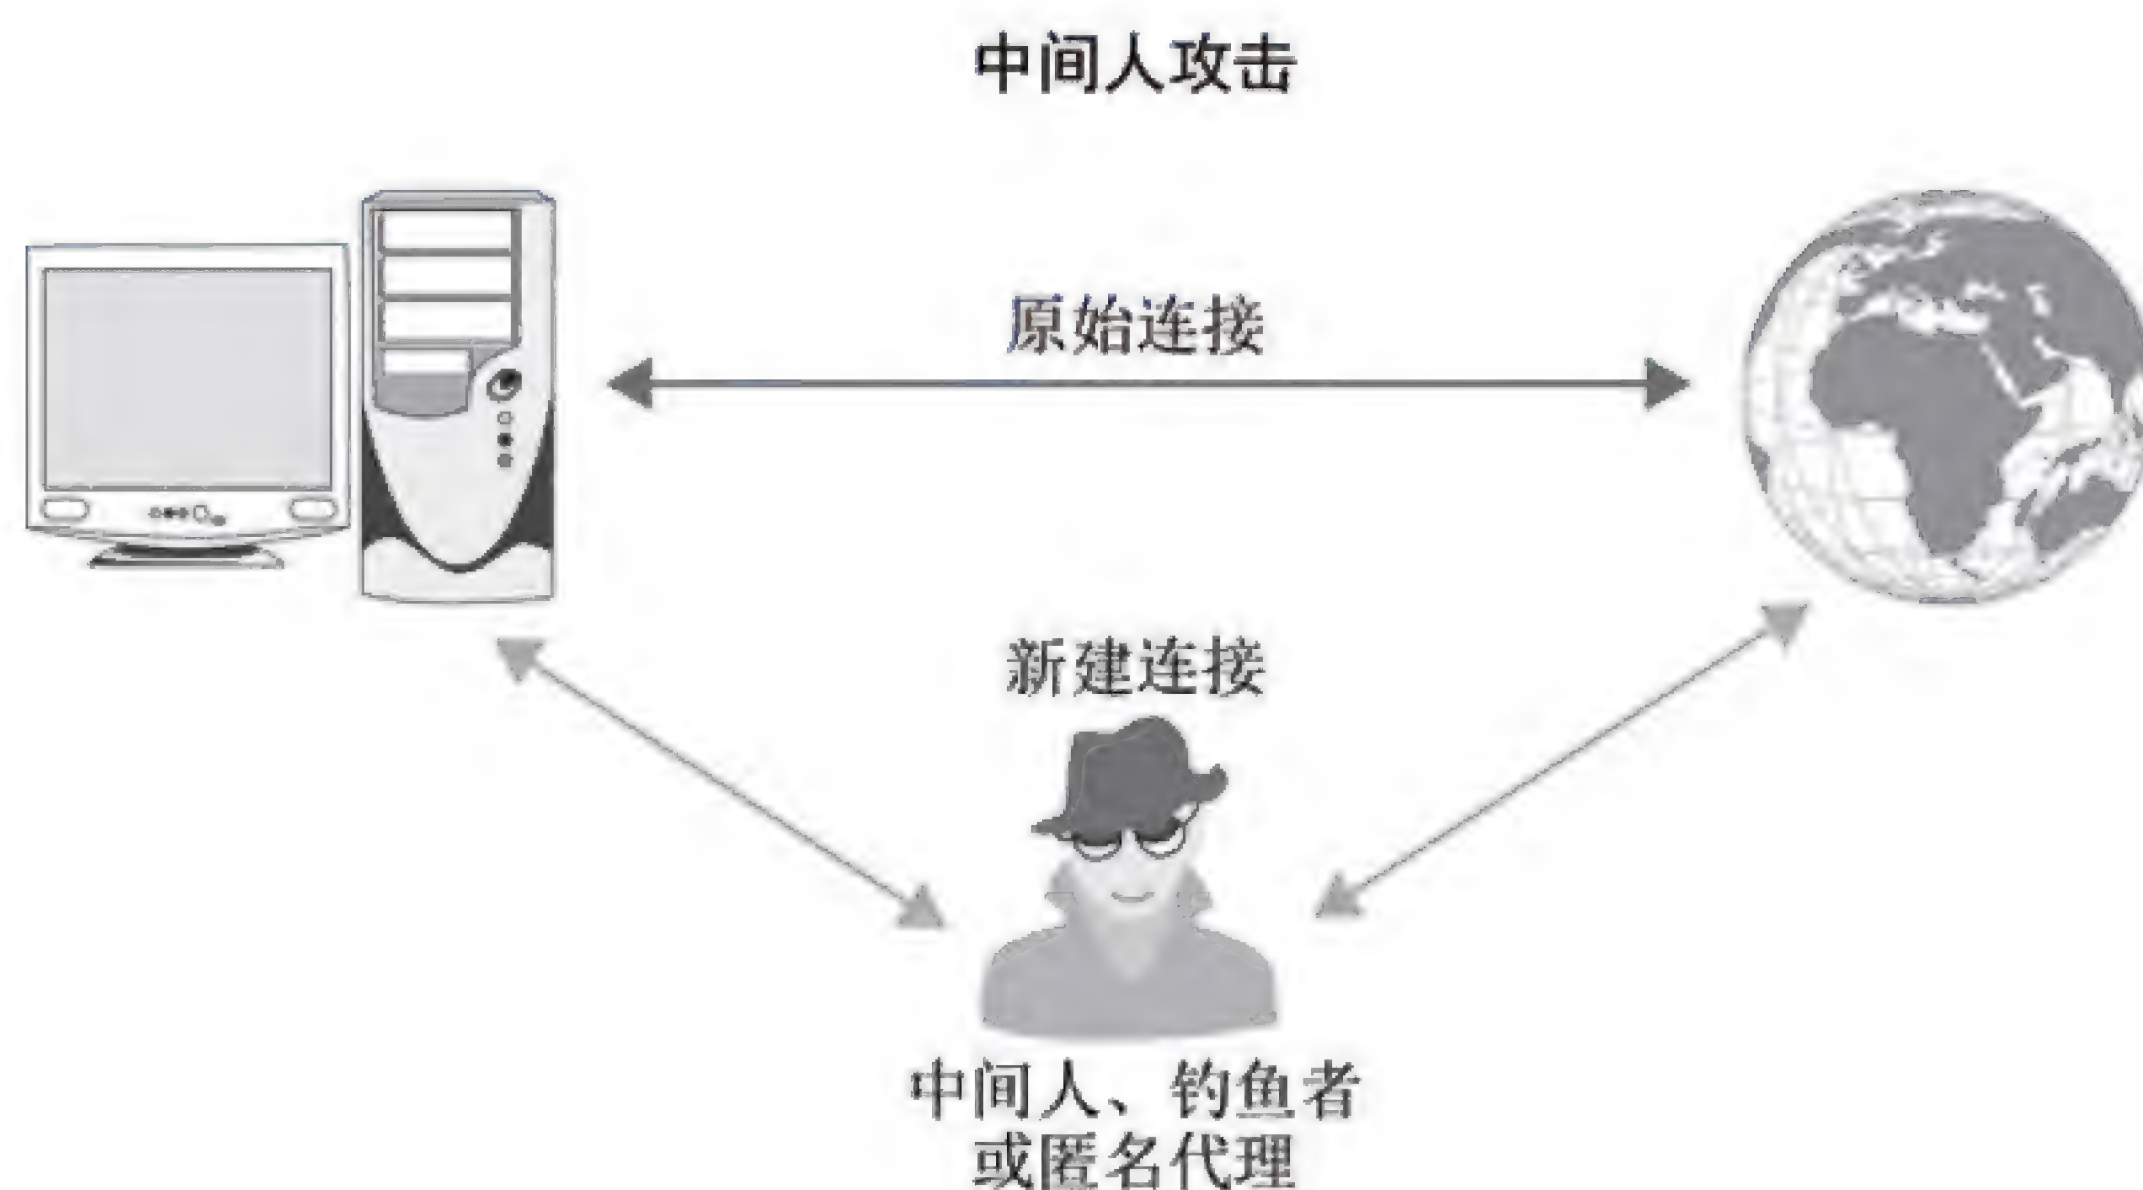 中间人攻击
原始连接
新建连接
中间人、钓鱼者
或匿名代理